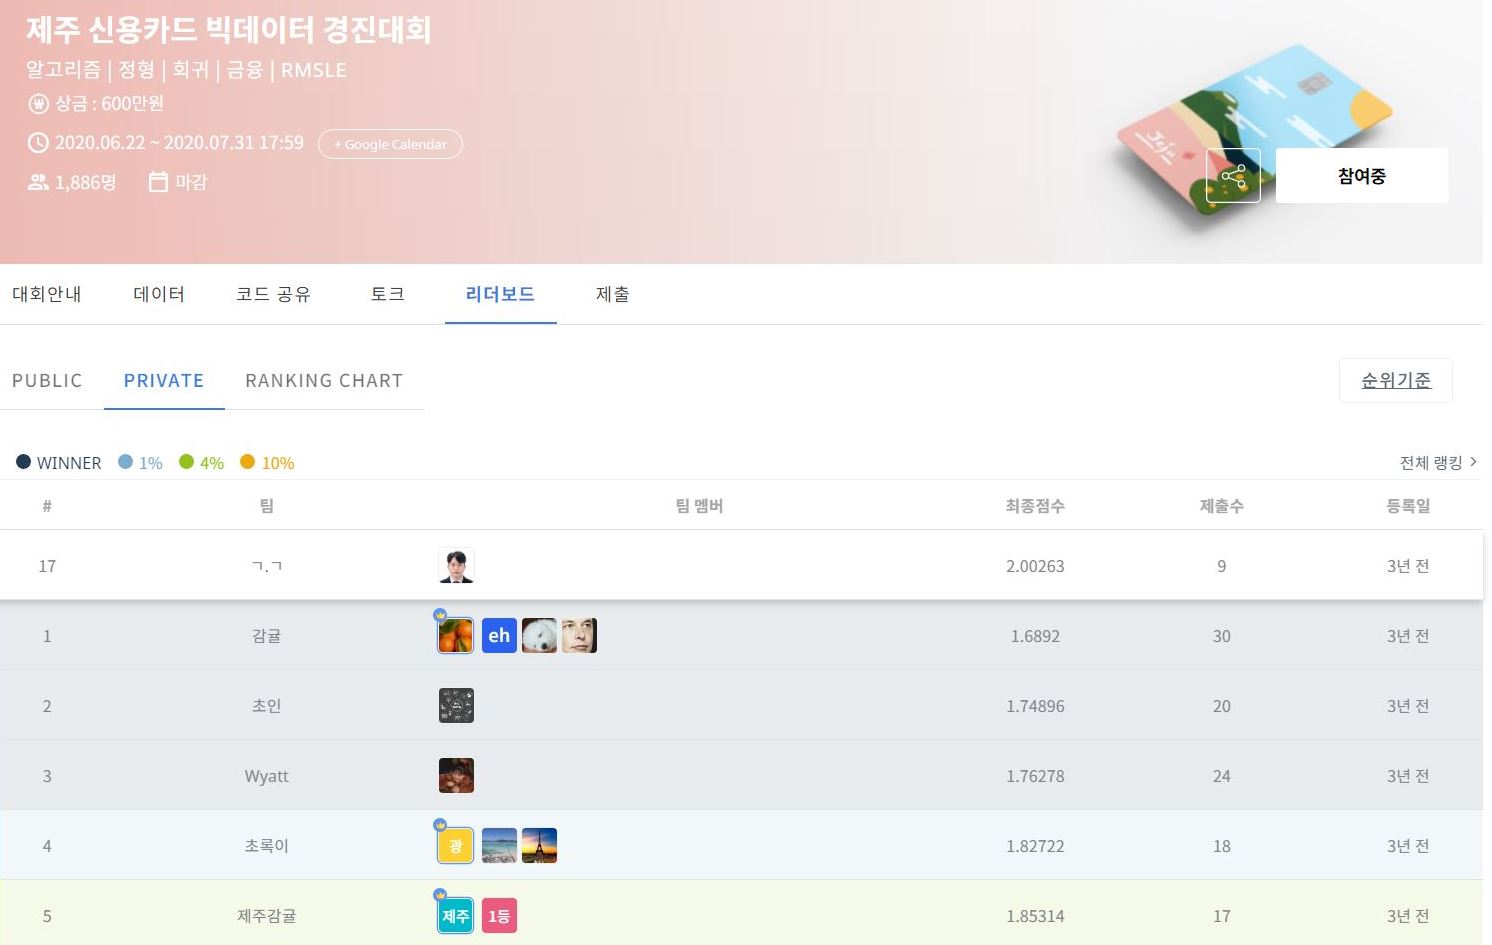 제주 신용카드 빅데이터 경진대회
알고리즘 | 정형 | 회귀 | 금융 | RMSLE
상금 : 600만원
2020.06.22 ~ 2020.07.31 17:59 + Google Calendar
1,886명 마감
Jeju
참여중
대회안내 데이터 코드 공유 토크 리더보드 제출
PUBLIC PRIVATE RANKING CHART 순위기준
WINNER 1% 4% 10% 전체 랭킹 >
# 팀 팀 멤버 최종점수 제출수 등록일
17 ㄱ.ㄱ 2.00263 9 3년 전
1 감귤 eh 1.6892 30 3년 전
2 초인 1.74896 20 3년 전
3 Wyatt 1.76278 24 3년 전
4 초록이 광 1.82722 18 3년 전
5 제주감귤 제주 1등 1.85314 17 3년 전